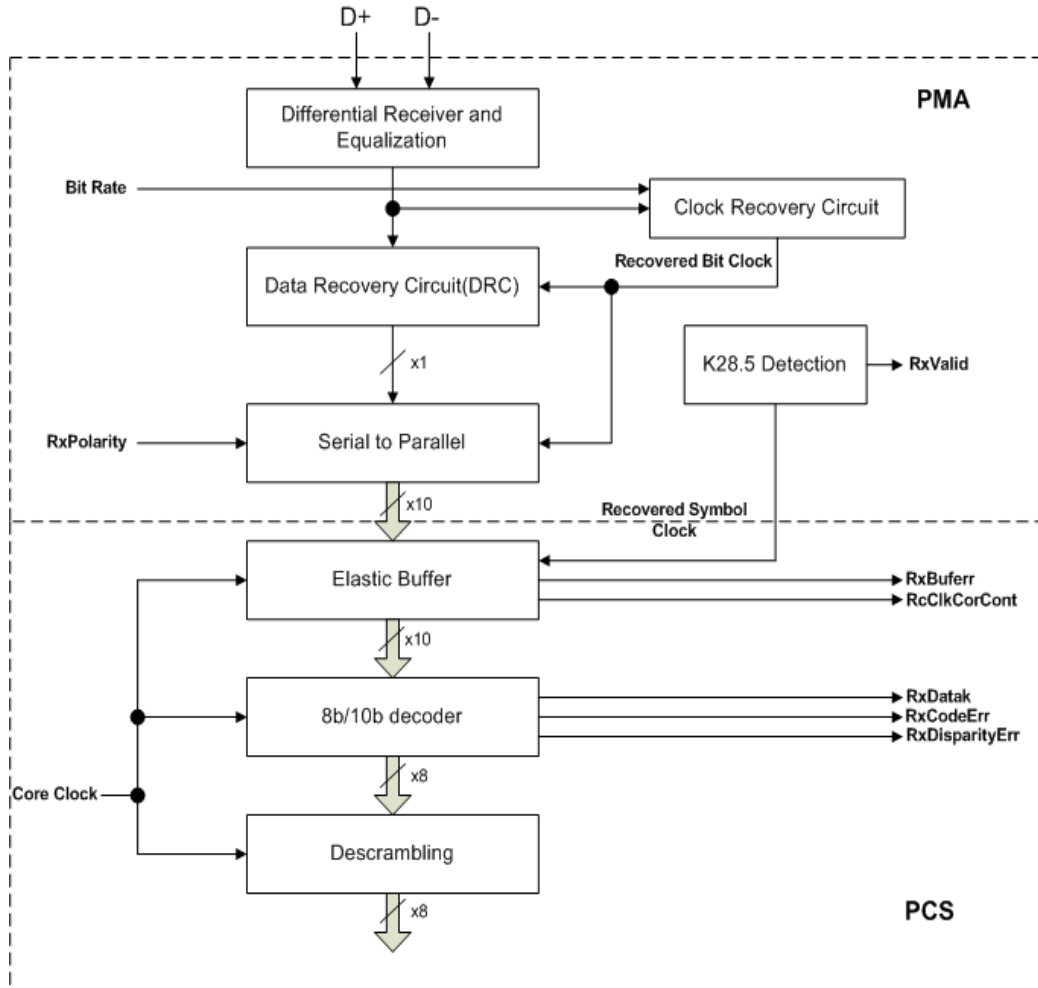 D+ D-
PMA
Differential Receiver and
Equalization
Bit Rate
Clock Recovery Circuit
Recovered Bit Clock
Data Recovery Circuit(DRC)
x1
K28.5 Detection
RxValid
RxPolarity
Serial to Parallel
x10
Recovered Symbol
Clock
Elastic Buffer
RxBuferr
RcClkCorCont
x10
8b/10b decoder
RxDatak
RxCodeErr
RxDisparityErr
x8
Core Clock
Descrambling
x8
PCS